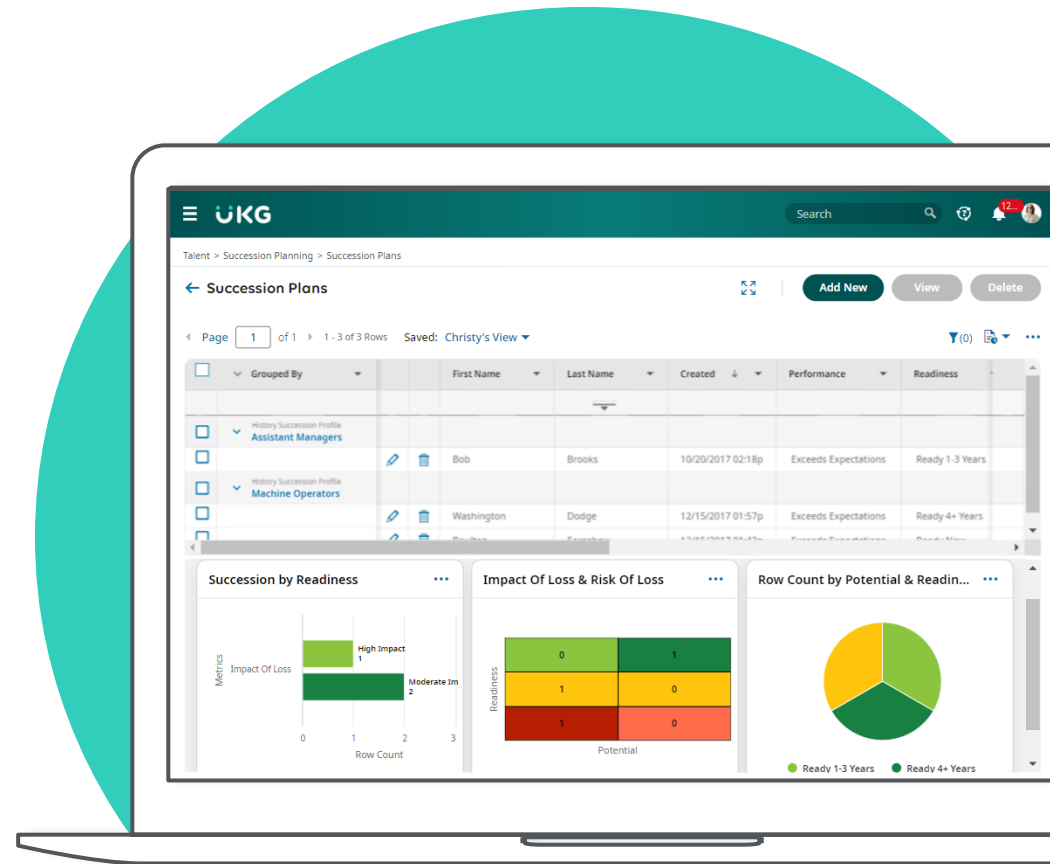 UKG
Search
12...
Talent > Succession Planning > Succession Plans
Succession Plans
Add New
View
Delete
Page 1 of 1 1 - 3 of 3 Rows Saved: Christy's View
(0)
Grouped By First Name Last Name Created Performance Readiness
History Succession Profile
Assistant Managers
Bob Brooks 10/20/2017 02:18p Exceeds Expectations Ready 1-3 Years
History Succession Profile
Machine Operators
Washington Dodge 12/15/2017 01:57p Exceeds Expectations Ready 4+ Years
Succession by Readiness
Metrics
Impact Of Loss
High Impact
1
Moderate Im
2
0 1 2 3
Row Count
Impact Of Loss & Risk Of Loss
Readiness
0 1
1 0
1 0
Potential
Row Count by Potential & Readin...
Ready 1-3 Years Ready 4+ Years